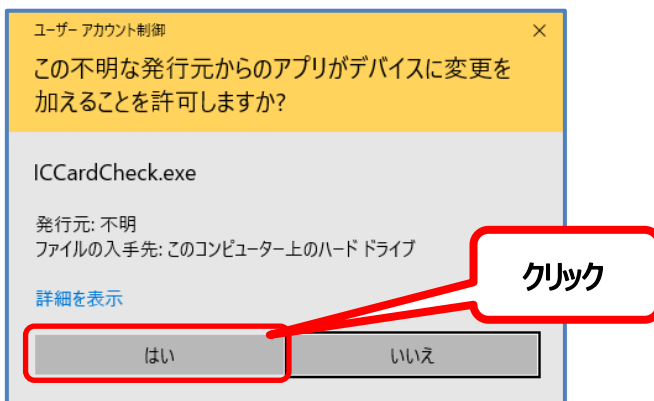 ユーザー アカウント制御
この不明な発行元からのアプリがデバイスに変更を
加えることを許可しますか?
ICCardCheck.exe
発行元: 不明
ファイルの入手先: このコンピューター上のハード ドライブ
クリック
詳細を表示
はい
いいえ